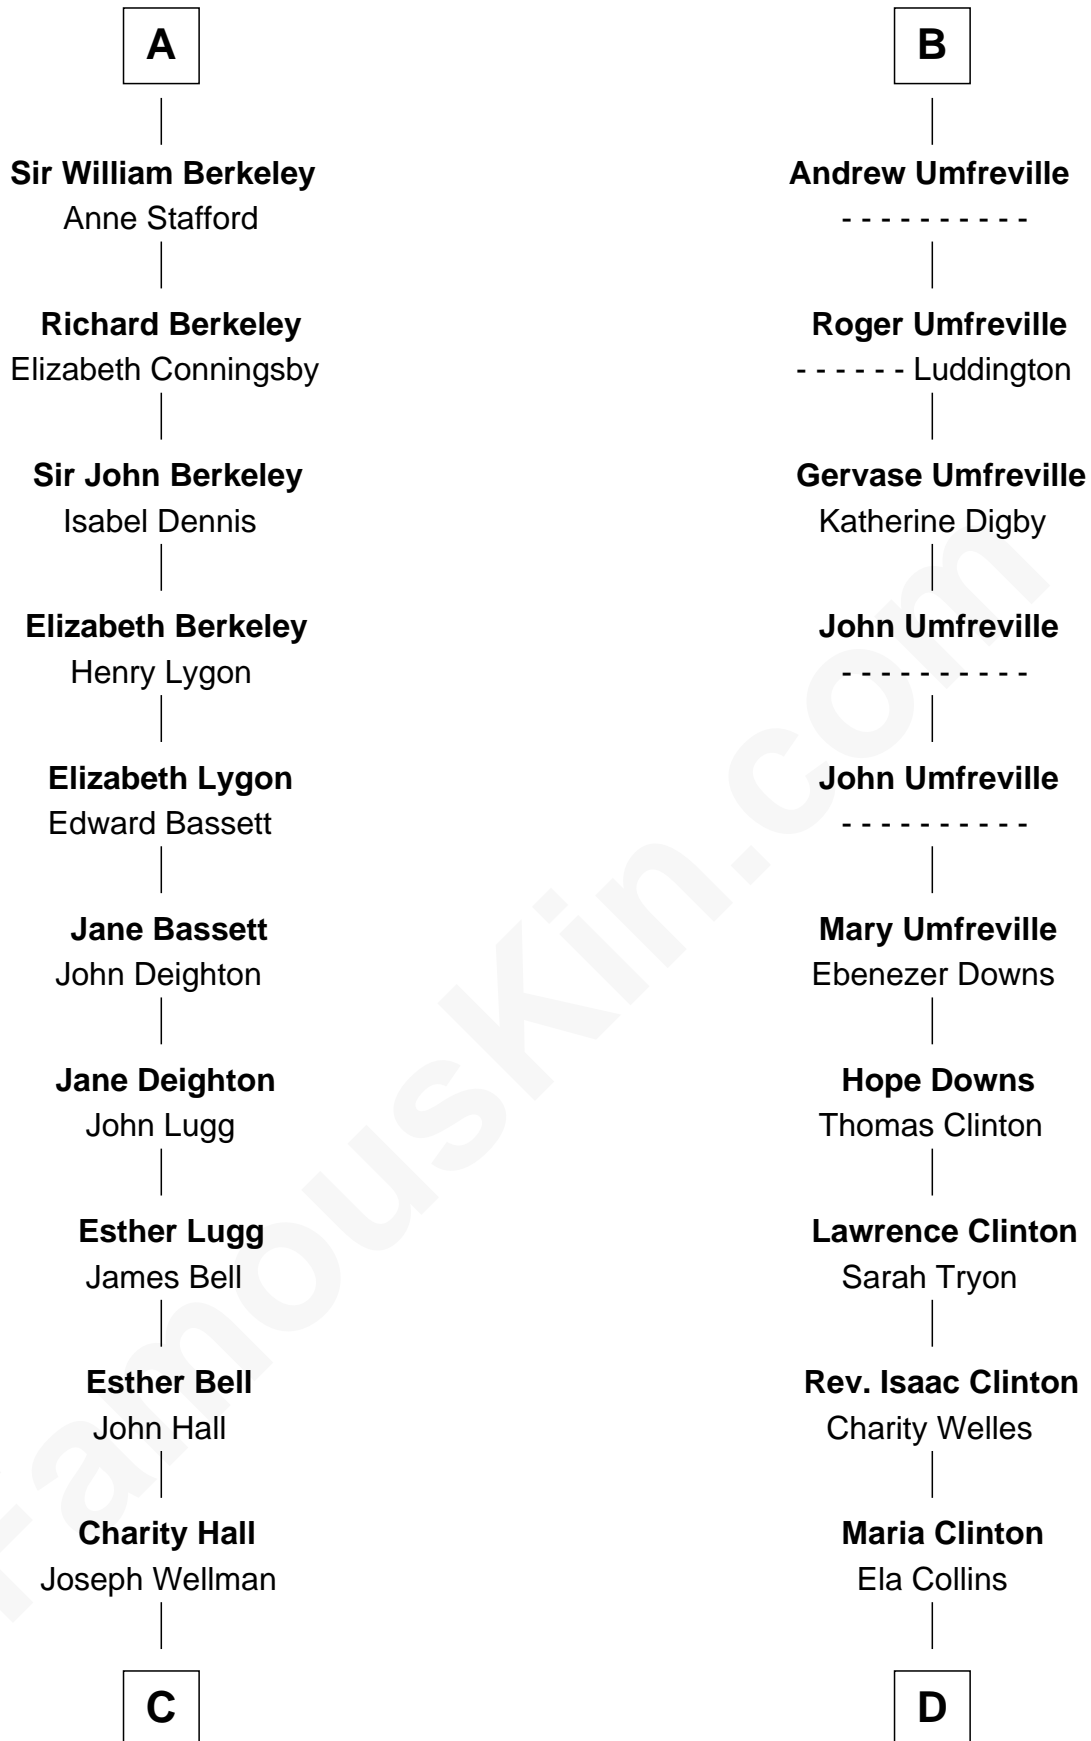 A
Sir William Berkeley
Anne Stafford
Richard Berkeley
Elizabeth Conningsby
Sir John Berkeley
Isabel Dennis
Elizabeth Berkeley
Henry Lygon
Elizabeth Lygon
Edward Bassett
Jane Bassett
John Deighton
Jane Deighton
John Lugg
Esther Lugg
James Bell
Esther Bell
John Hall
Charity Hall
Joseph Wellman
C
B
Andrew Umfreville
- - - - - - - - - -
Roger Umfreville
- - - - - - Luddington
Gervase Umfreville
Katherine Digby
John Umfreville
- - - - - - - - - -
John Umfreville
- - - - - - - - - -
Mary Umfreville
Ebenezer Downs
Hope Downs
Thomas Clinton
Lawrence Clinton
Sarah Tryon
Rev. Isaac Clinton
Charity Welles
Maria Clinton
Ela Collins
D
FamousKin.com